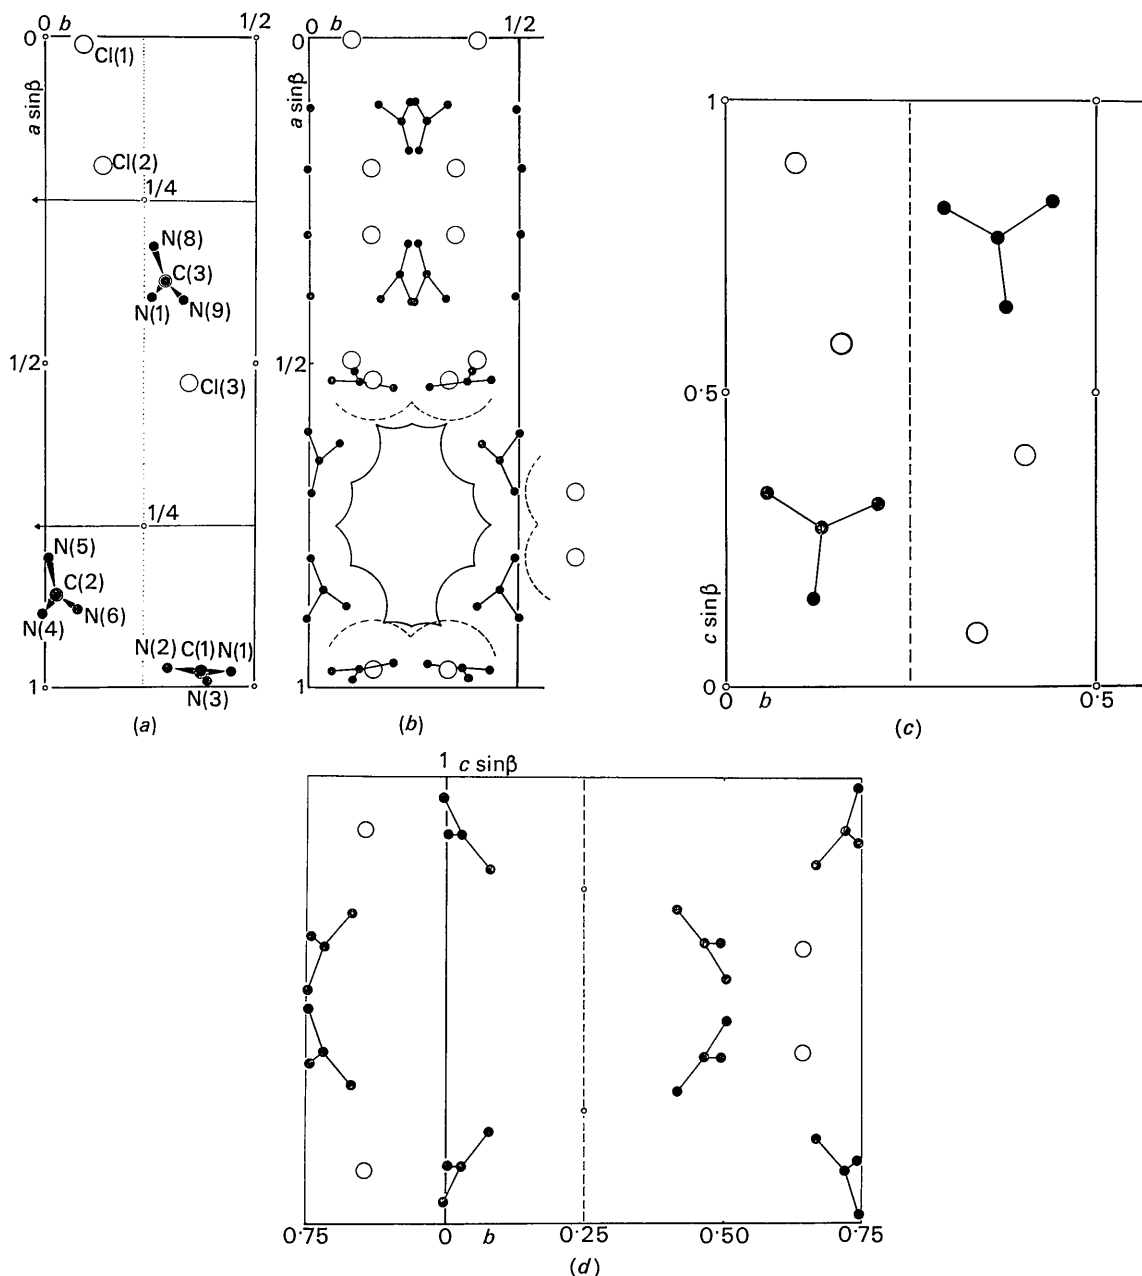 0 b 1/2
0
a sinβ
Cl(1)
Cl(2)
1/4
N(8)
C(3)
N(1) N(9)
1/2
Cl(3)
1/4
N(5)
C(2)
N(6)
N(4)
N(2) C(1) N(1)
N(3)
1
(a)
0 b 1/2
0
a sinβ
1/2
1
(b)
1
0·5
c sinβ
0 b 0·5
(c)
1 c sinβ
0·75 0 b 0·25 0·50 0·75
(d)